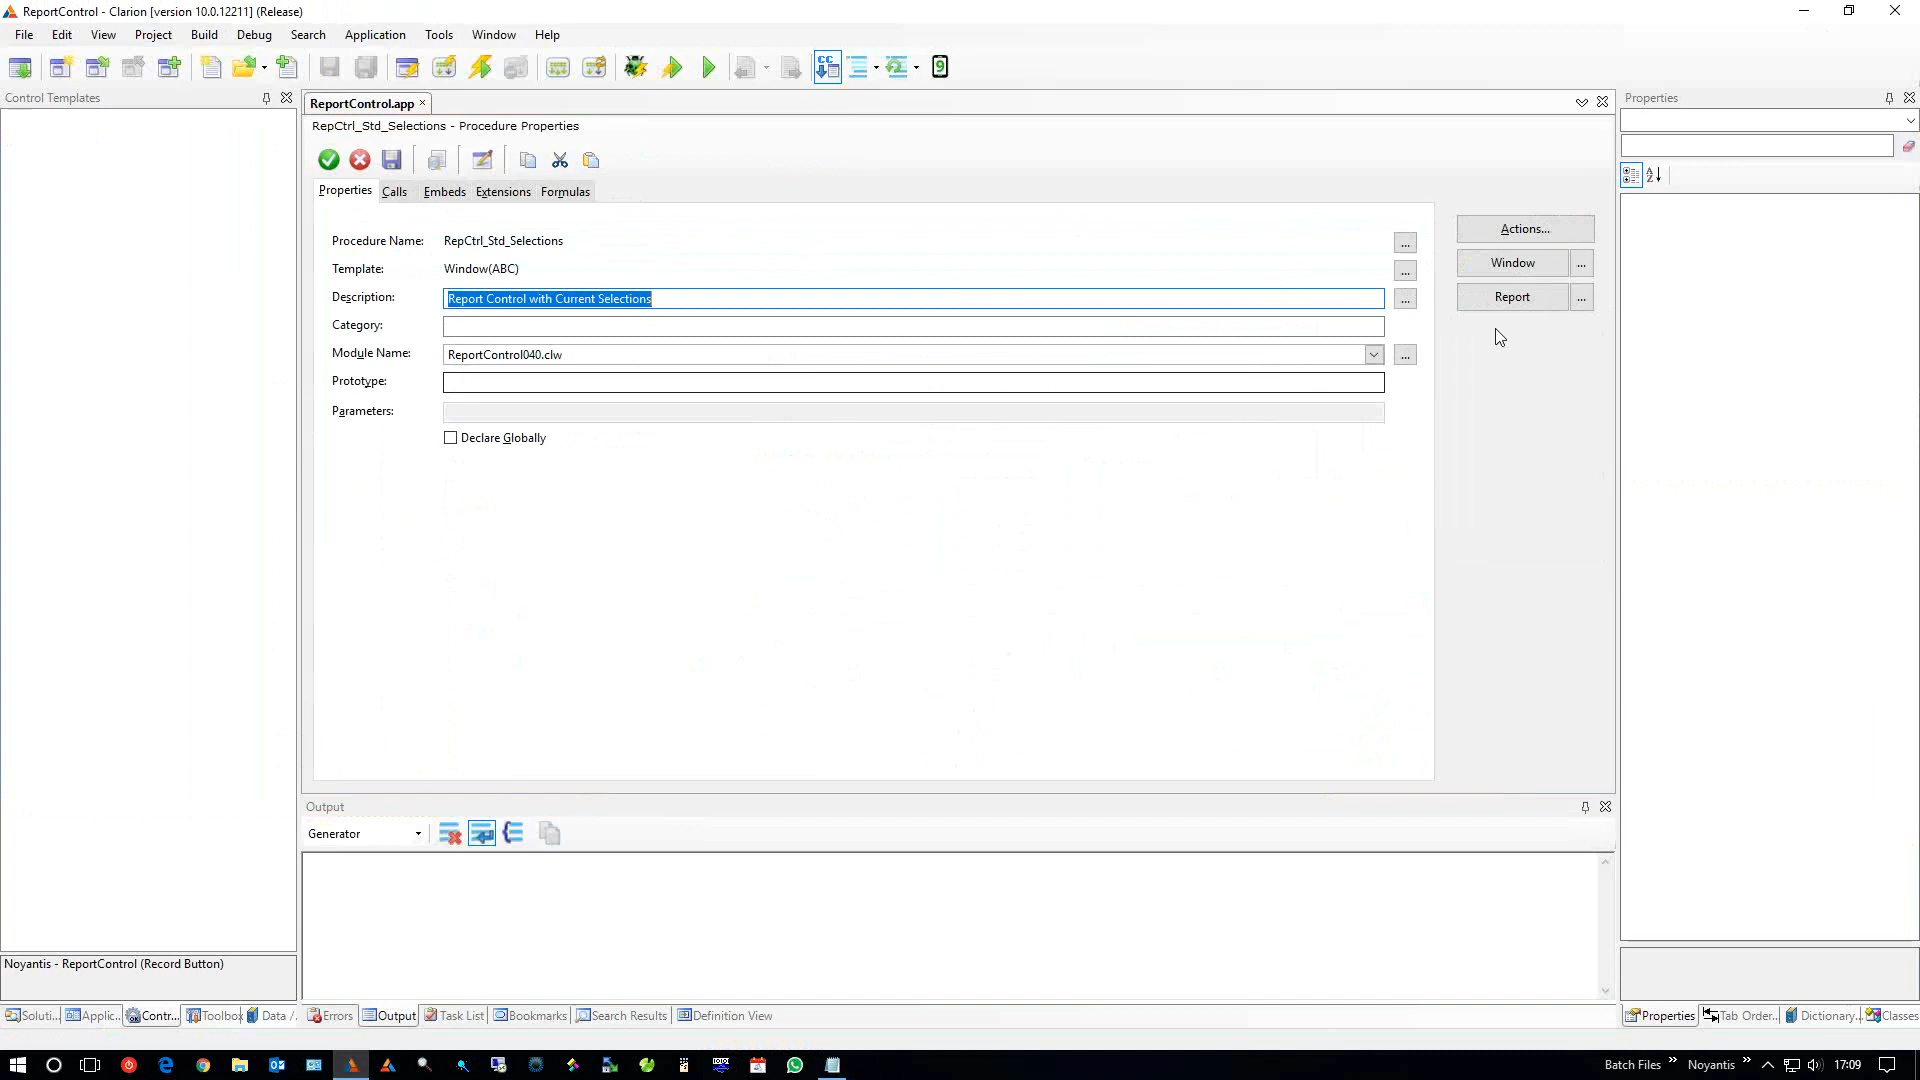 ReportControl - Clarion [version 10.0.12211] (Release)
File Edit View Project Build Debug Search Application Tools Window Help
Control Templates
ReportControl.app
Properties
RepCtrl_Std_Selections - Procedure Properties
Properties Calls Embeds Extensions Formulas
Procedure Name: RepCtrl_Std_Selections ...
Actions...
Template: Window(ABC) ...
Window ...
Description: Report Control with Current Selections ...
Report ...
Category:
Module Name: ReportControl040.clw ...
Prototype:
Parameters:
Declare Globally
Output
Generator
Noyantis - ReportControl (Record Button)
Soluti... Applic... Contr... Toolbox Data /. Errors Output Task List Bookmarks Search Results Definition View Properties Tab Order... Dictionary... Classes
Batch Files Noyantis 17:09